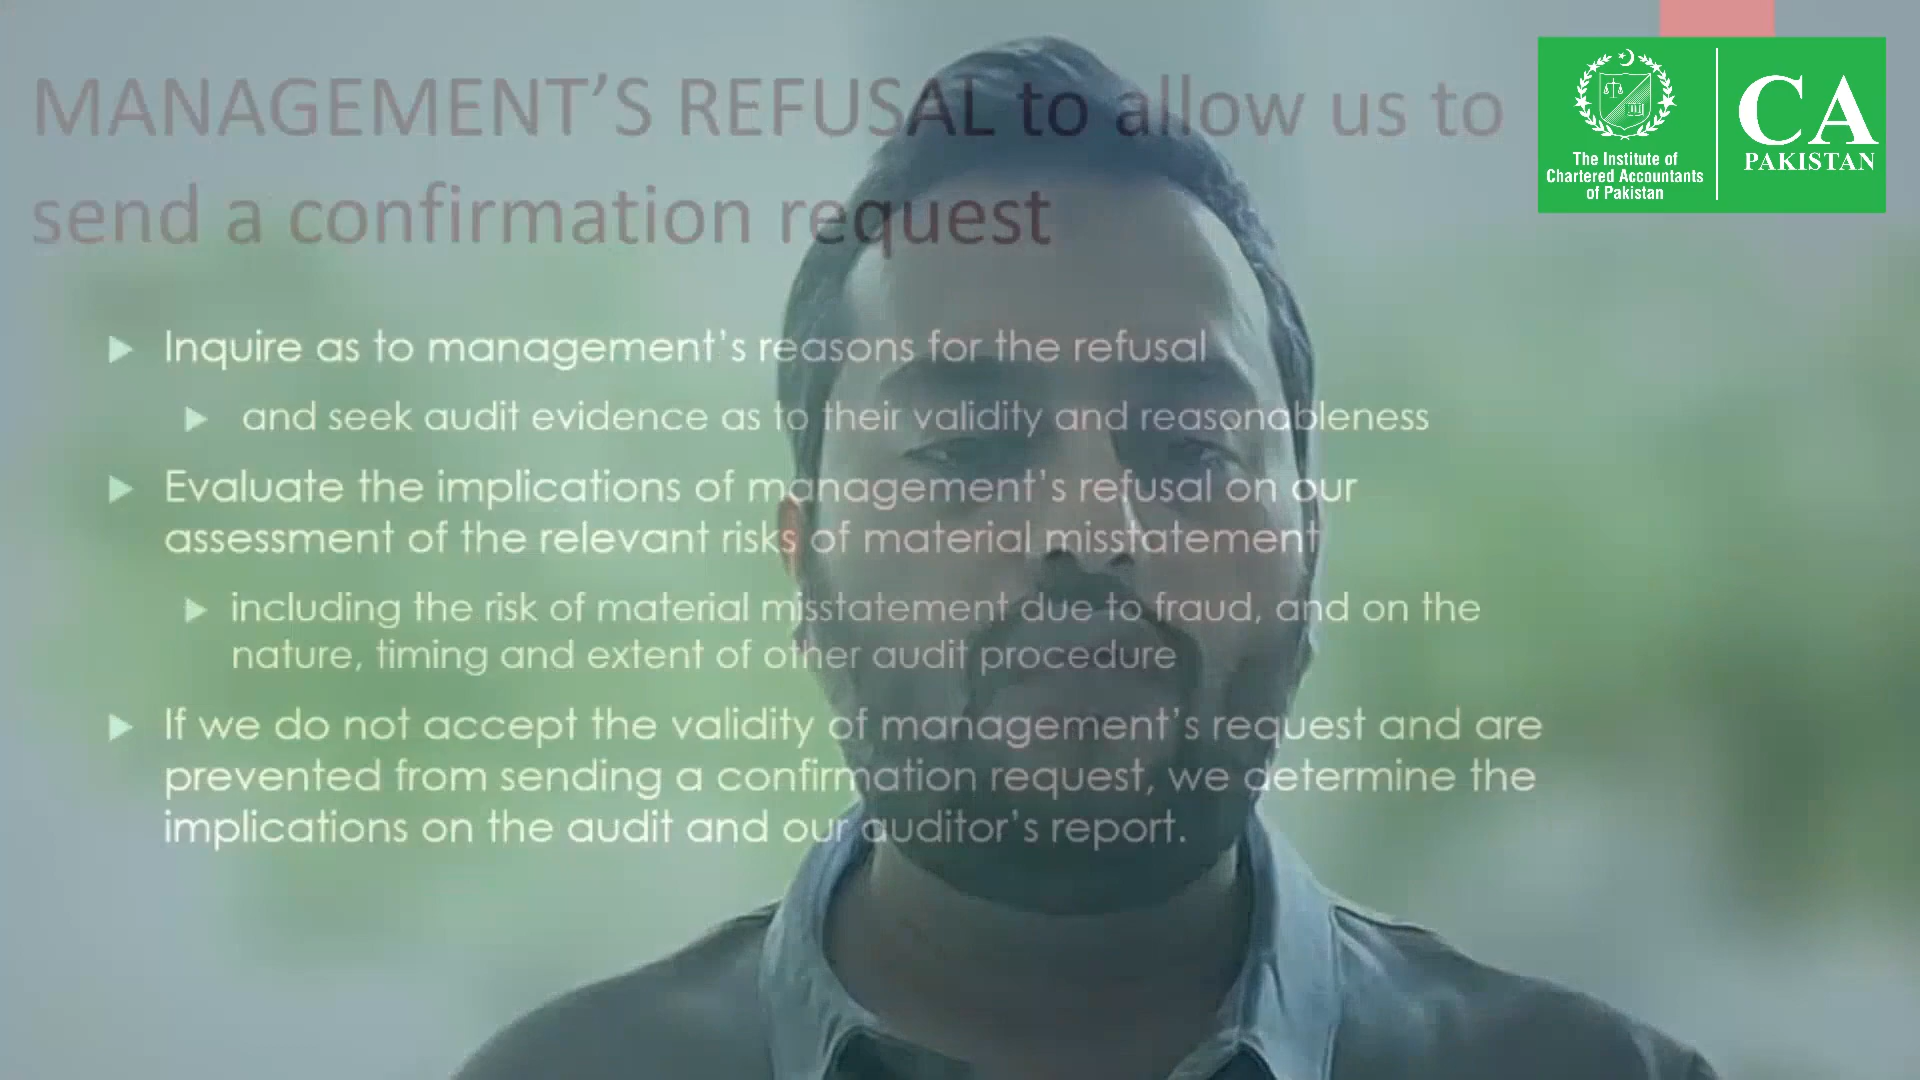 MANAGEMENT’S REFUSAL to allow us to
send a confirmation request
Inquire as to management’s reasons for the refusal
and seek audit evidence as to their validity and reasonableness
Evaluate the implications of management’s refusal on our
assessment of the relevant risks of material misstatement
including the risk of material misstatement due to fraud, and on the
nature, timing and extent of other audit procedure
If we do not accept the validity of management’s request and are
prevented from sending a confirmation request, we determine the
implications on the audit and our auditor’s report.
The Institute of
Chartered Accountants
of Pakistan
CA
PAKISTAN